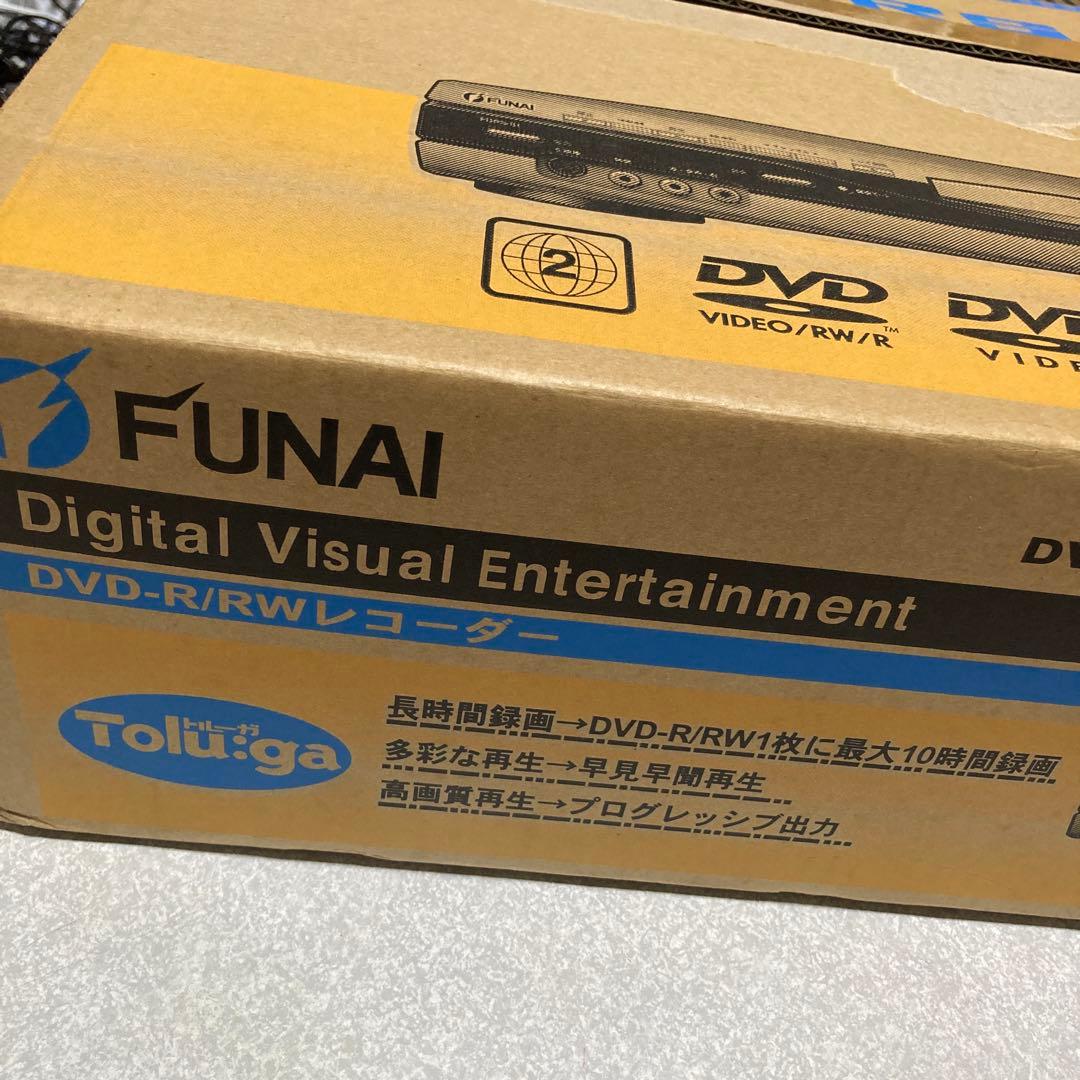 FUNAI
2
DVD DVD
VIDEO/RW/R™
FUNAI
Digital Visual Entertainment
DVD-R/RWレコーダー
トルーガ
Tolu:ga
長時間録画→DVD-R/RW1枚に最大10時間録画
多彩な再生→早見早聞再生
高画質再生→プログレッシブ出力